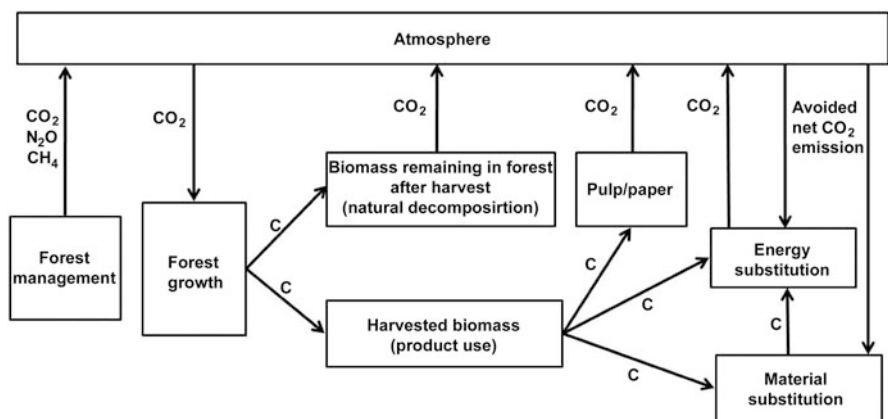 Atmosphere
CO₂
N₂O
CH₄
CO₂
CO₂
CO₂
CO₂
Avoided
net CO₂
emission
Biomass remaining in forest
after harvest
(natural decomposirtion)
Pulp/paper
Forest
management
Forest
growth
C
C
Harvested biomass
(product use)
C
C
C
Energy
substitution
C
Material
substitution